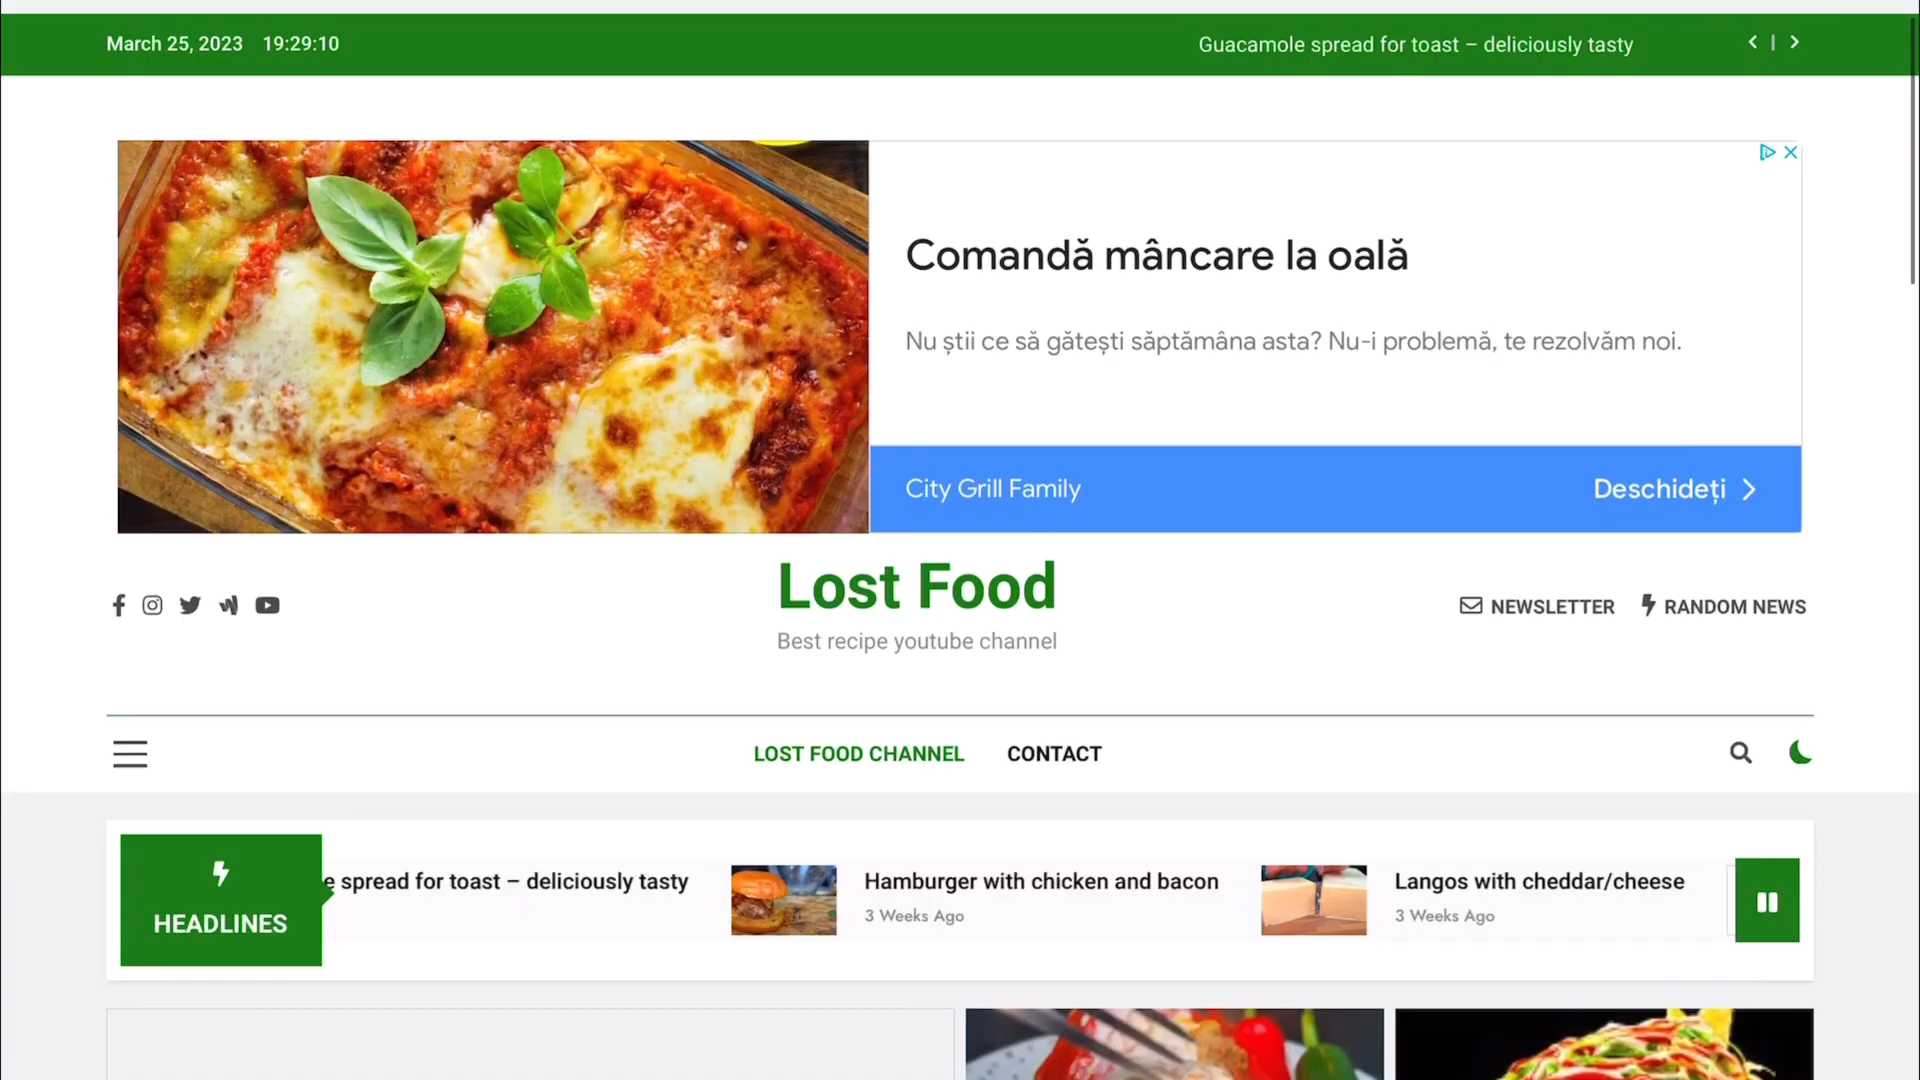 March 25, 2023 19:29:10
Guacamole spread for toast – deliciously tasty
Comandă mâncare la oală
Nu știi ce să gătești săptămâna asta? Nu-i problemă, te rezolvăm noi.
City Grill Family
Deschideți
Lost Food
Best recipe youtube channel
NEWSLETTER
RANDOM NEWS
LOST FOOD CHANNEL
CONTACT
HEADLINES
e spread for toast – deliciously tasty
Hamburger with chicken and bacon
3 Weeks Ago
Langos with cheddar/cheese
3 Weeks Ago